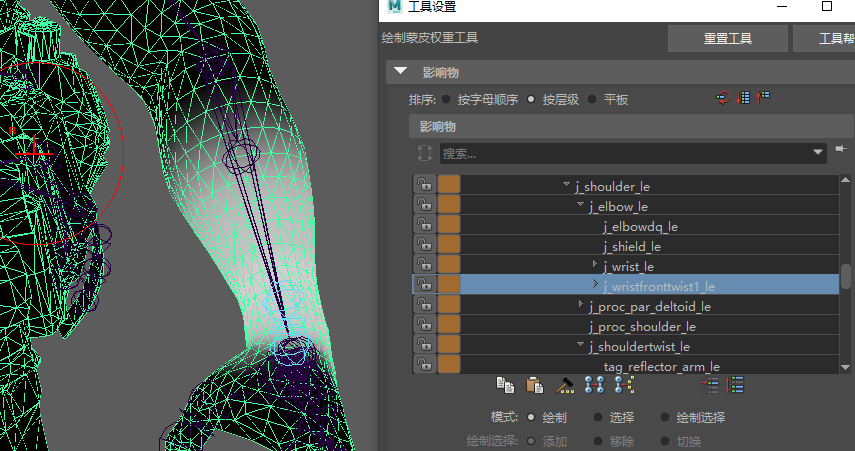 工具设置
绘制蒙皮权重工具
重置工具
工具帮
影响物
排序: 按字母顺序 按层级 平板
影响物
搜索...
j_shoulder_le
j_elbow_le
j_elbowdq_le
j_shield_le
j_wrist_le
j_wristfronttwist1_le
j_proc_par_deltoid_le
j_proc_shoulder_le
j_shouldertwist_le
tag_reflector_arm_le
模式: 绘制 选择 绘制选择
绘制选择: 添加 移除 切换